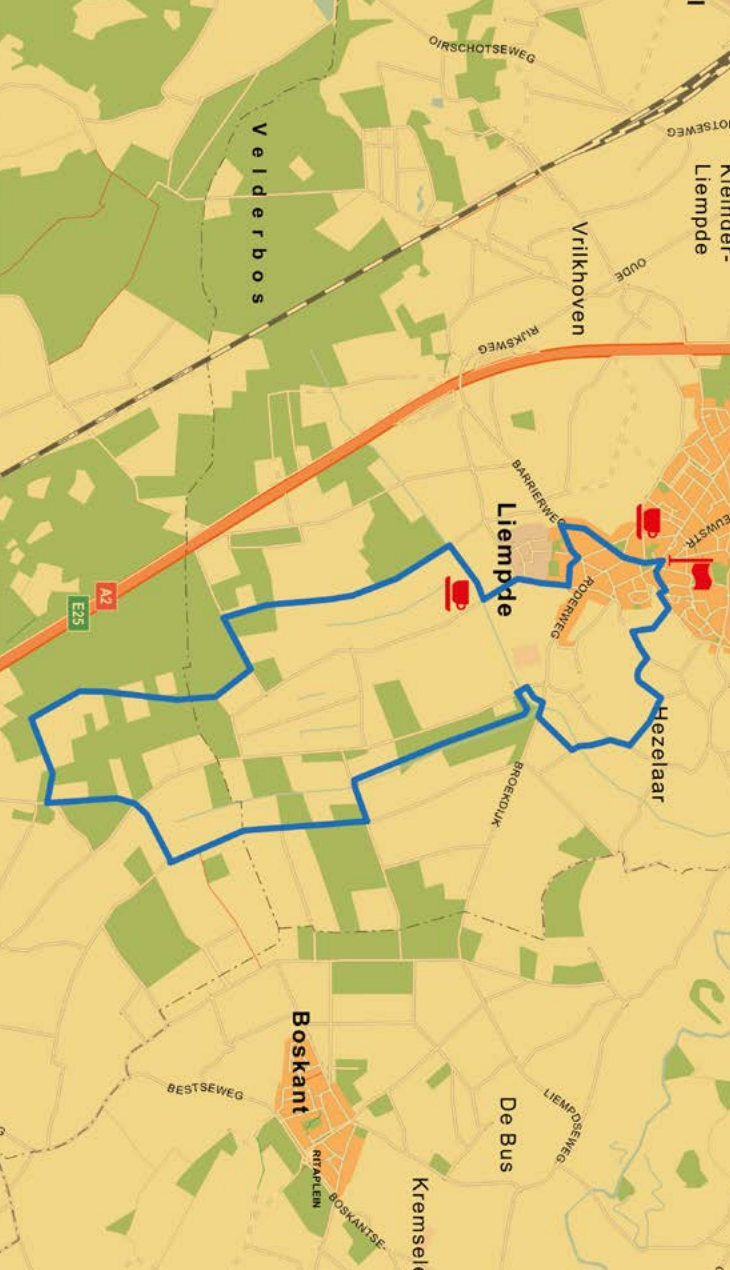 OIRSCHOTSEWEG
Velderbos
Liempde
Vrilkhoven
OUDE
RIJKSWEG
BARRIERWEG
Liempde
RODERWEG
A2
E25
Hezelaar
BROEKDIJK
Boskant
BESTSEWEG
RITAPLEIN
BOSKANTSE-
De Bus
LIEMPDSEWEG